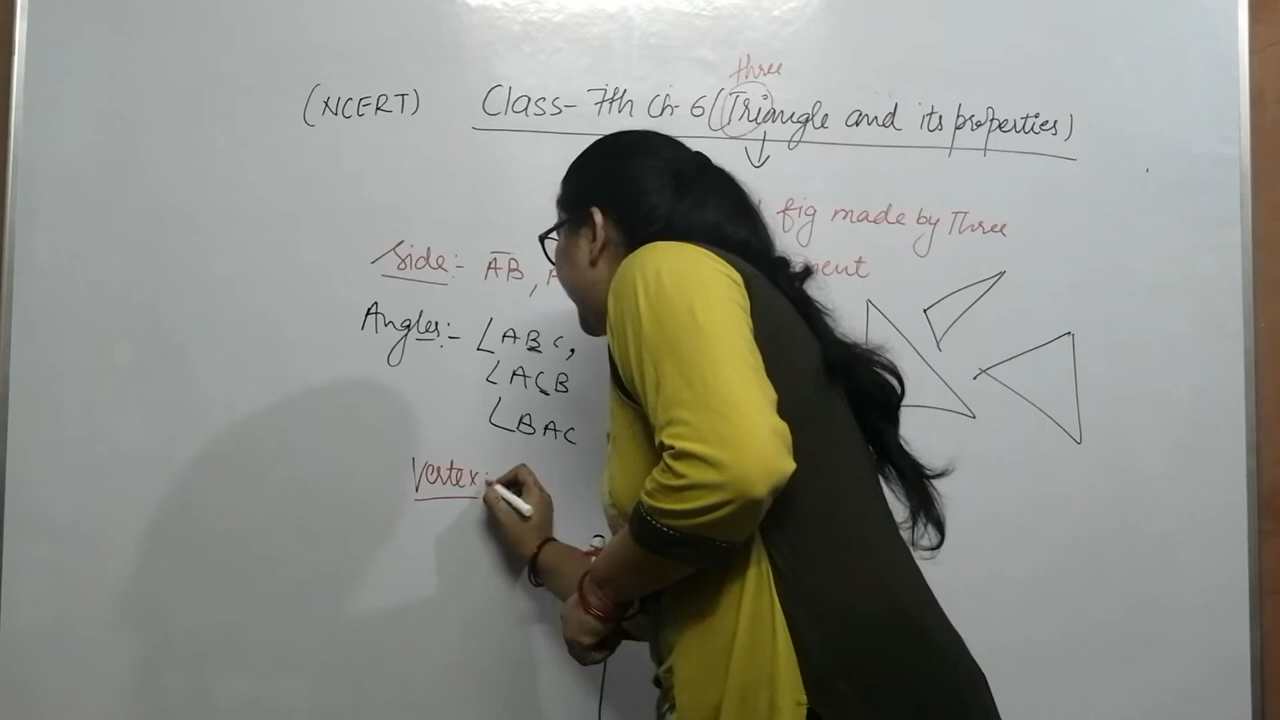 three
(NCERT) Class- 7th Ch- 6 (Triangle and its properties)
fig made by Three
Side:- AB,
Angles:- ∠ABC,
∠ACB
∠BAC
Vertex: